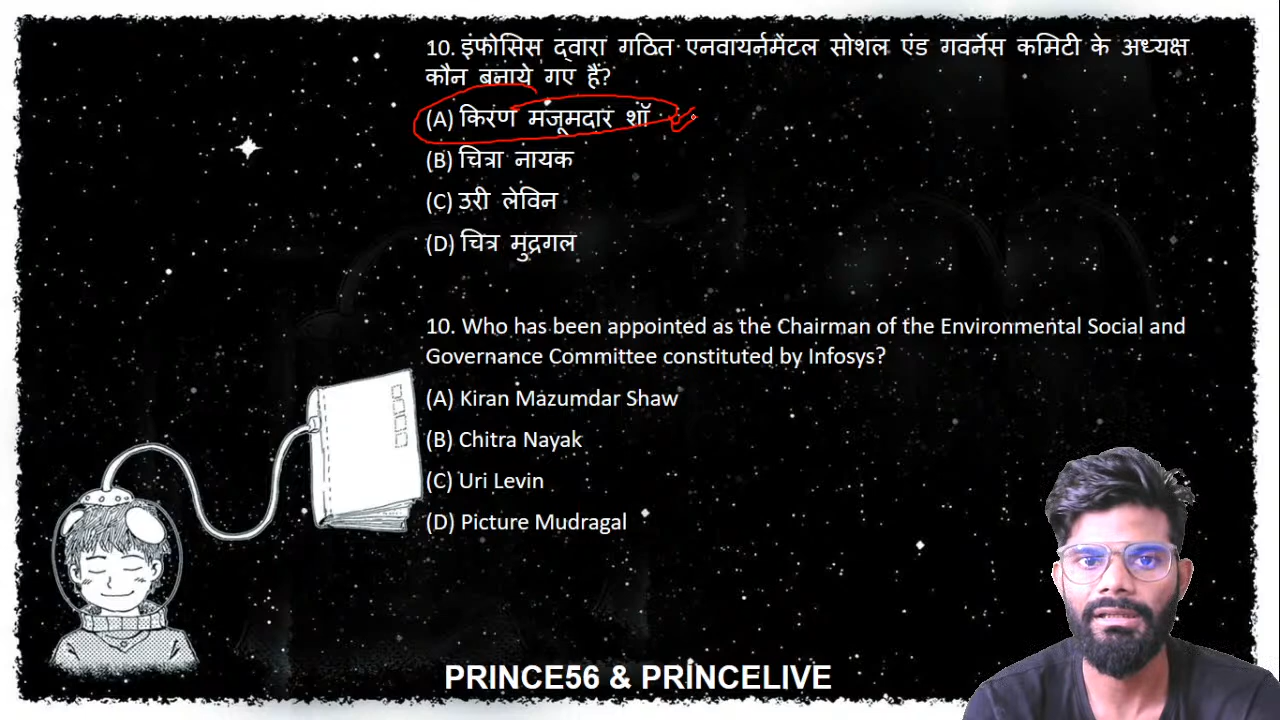 10. इंफोसिस द्वारा गठित एनवायर्नमेंटल सोशल एंड गवर्नेस कमिटी के अध्यक्ष
कौन बनाये गए हैं?
(A) किरण मजूमदार शॉ
(B) चित्रा नायक
(C) उरी लेविन
(D) चित्र मुद्रगल
10. Who has been appointed as the Chairman of the Environmental Social and
Governance Committee constituted by Infosys?
(A) Kiran Mazumdar Shaw
(B) Chitra Nayak
(C) Uri Levin
(D) Picture Mudragal
PRINCE56 & PRINCELIVE